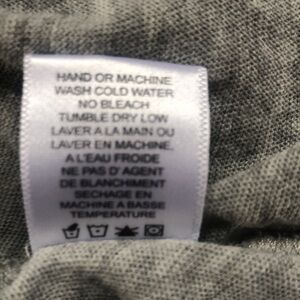 HAND OR MACHINE
WASH COLD WATER
NO BLEACH
TUMBLE DRY LOW
LAVER A LA MAIN OU
LAVER EN MACHINE.
A L'EAU FROIDE
NE PAS D'AGENT
DE BLANCHIMENT
SECHAGE EN
MACHINE A BASSE
TEMPERATURE